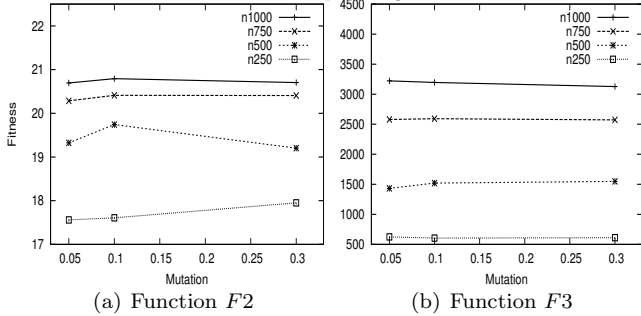 22
21
20
19
18
17
Fitness
0.05 0.1 0.15 0.2 0.25 0.3
Mutation
n1000
n750
n500
n250
(a) Function F2
4500
4000
3500
3000
2500
2000
1500
1000
500
0.05 0.1 0.15 0.2 0.25 0.3
Mutation
n1000
n750
n500
n250
(b) Function F3